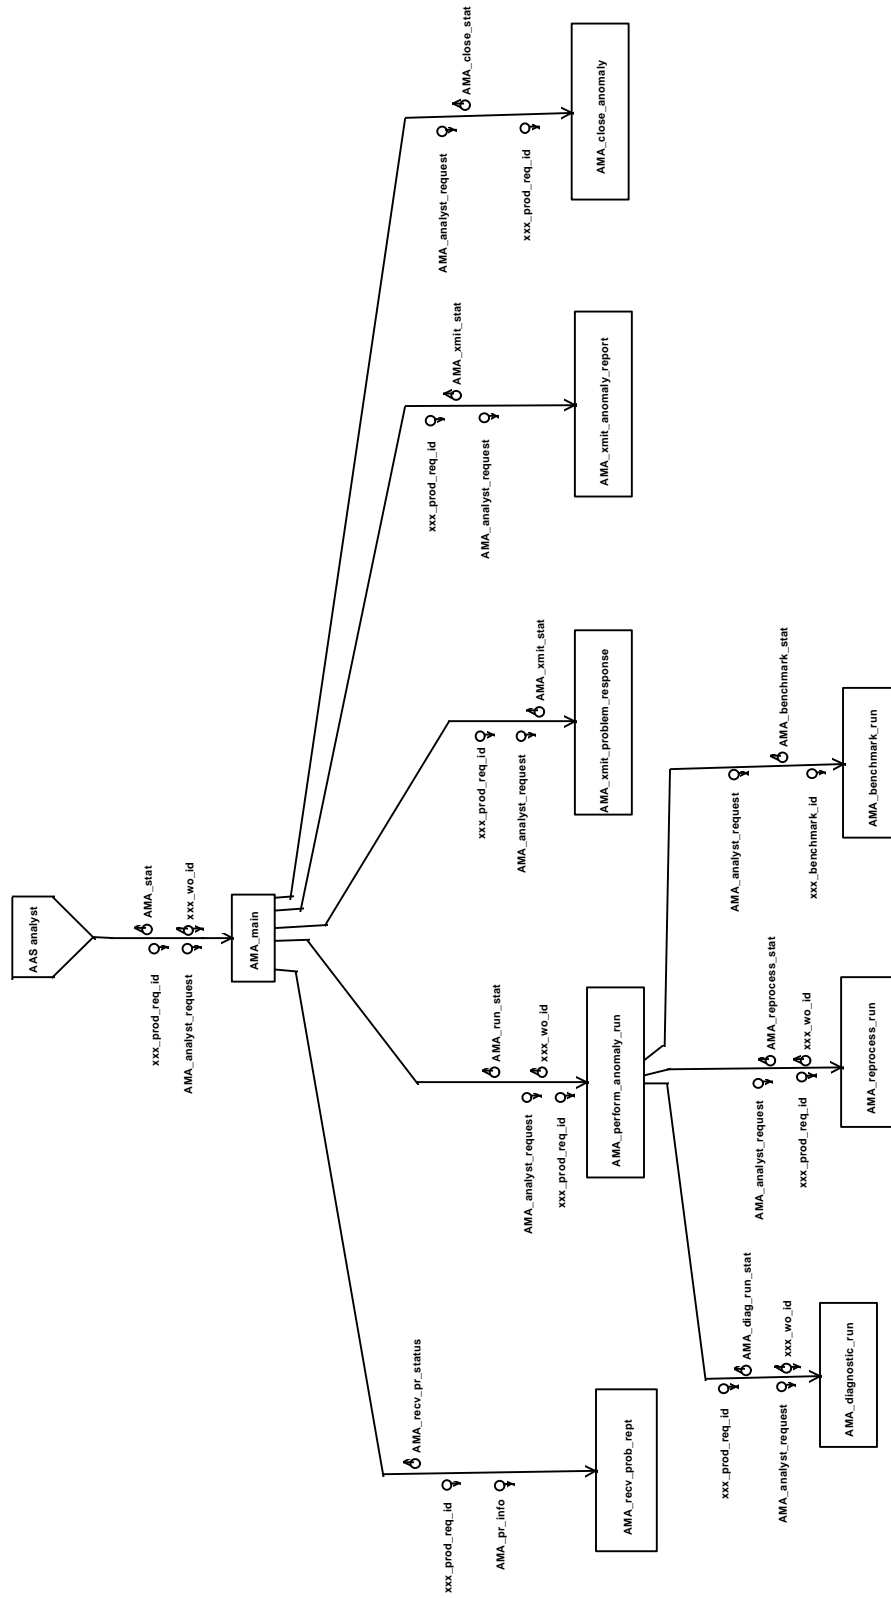 AAS analyst
AMA_stat
xxx_prod_req_id
xxx_wo_id
AMA_analyst_request
AMA_main
AMA_recv_pr_status
xxx_prod_req_id
AMA_pr_info
AMA_recv_prob_rept
AMA_run_stat
AMA_analyst_request
xxx_wo_id
xxx_prod_req_id
AMA_perform_anomaly_run
xxx_prod_req_id
AMA_xmit_stat
AMA_analyst_request
AMA_xmit_problem_response
xxx_prod_req_id
AMA_xmit_stat
AMA_analyst_request
AMA_xmit_anomaly_report
AMA_close_stat
AMA_analyst_request
xxx_prod_req_id
AMA_close_anomaly
AMA_diag_run_stat
xxx_prod_req_id
xxx_wo_id
AMA_analyst_request
AMA_diagnostic_run
AMA_reprocess_stat
AMA_analyst_request
xxx_wo_id
xxx_prod_req_id
AMA_reprocess_run
AMA_benchmark_stat
AMA_analyst_request
xxx_benchmark_id
AMA_benchmark_run